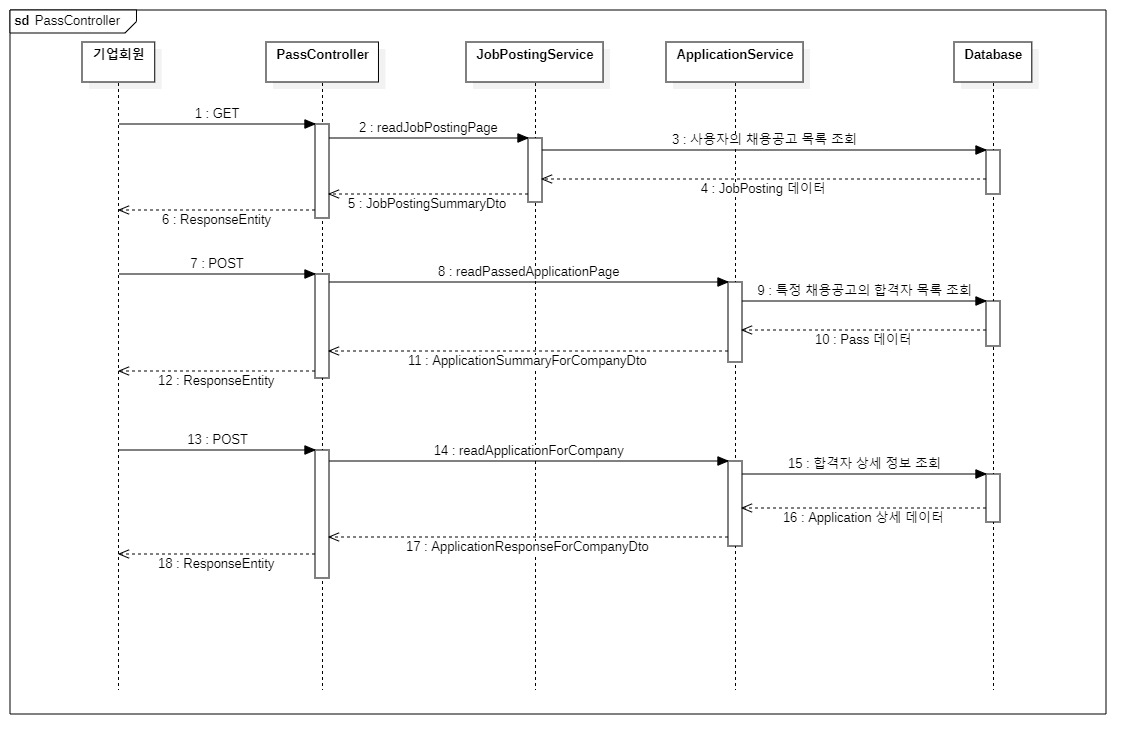 sd PassController
기업회원
PassController
JobPostingService
ApplicationService
Database
1 : GET
2 : readJobPostingPage
3 : 사용자의 채용공고 목록 조회
4 : JobPosting 데이터
5 : JobPostingSummaryDto
6 : ResponseEntity
7 : POST
8 : readPassedApplicationPage
9 : 특정 채용공고의 합격자 목록 조회
10 : Pass 데이터
11 : ApplicationSummaryForCompanyDto
12 : ResponseEntity
13 : POST
14 : readApplicationForCompany
15 : 합격자 상세 정보 조회
16 : Application 상세 데이터
17 : ApplicationResponseForCompanyDto
18 : ResponseEntity